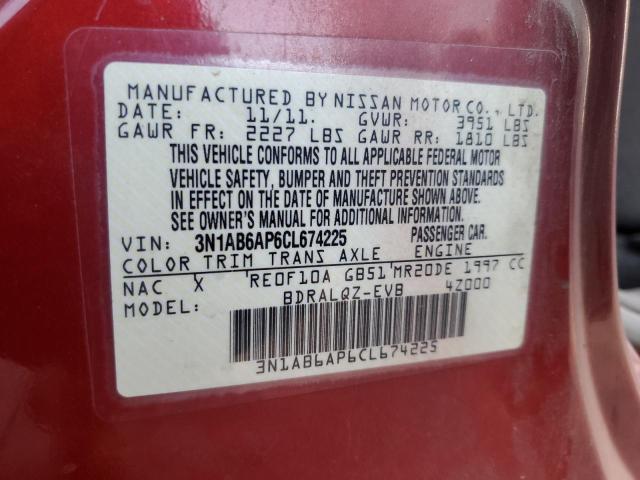 MANUFACTURED BY NISSAN MOTOR CO., LTD.
DATE: 11/11. GVWR: 3951 LBS
GAWR FR: 2227 LBS GAWR RR: 1810 LBS
THIS VEHICLE CONFORMS TO ALL APPLICABLE FEDERAL MOTOR
VEHICLE SAFETY, BUMPER AND THEFT PREVENTION STANDARDS
IN EFFECT ON THE DATE OF MANUFACTURE SHOWN ABOVE.
SEE OWNER'S MANUAL FOR ADDITIONAL INFORMATION.
VIN: 3N1AB6AP6CL674225 PASSENGER CAR.
COLOR TRIM TRANS AXLE ENGINE
NAC X RE0F10A GB51 MR20DE 1997 CC
MODEL: BDRALQZ-EVB 4Z000
3N1AB6AP6CL674225